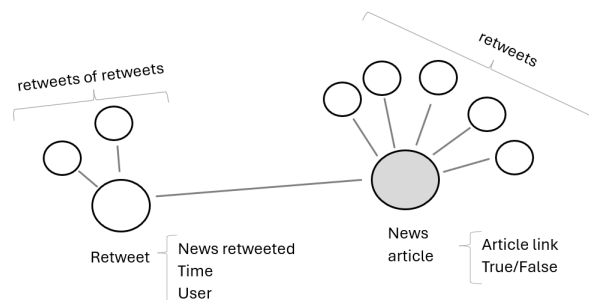 retweets of retweets
retweets
Retweet
News retweeted
Time
User
News
article
Article link
True/False